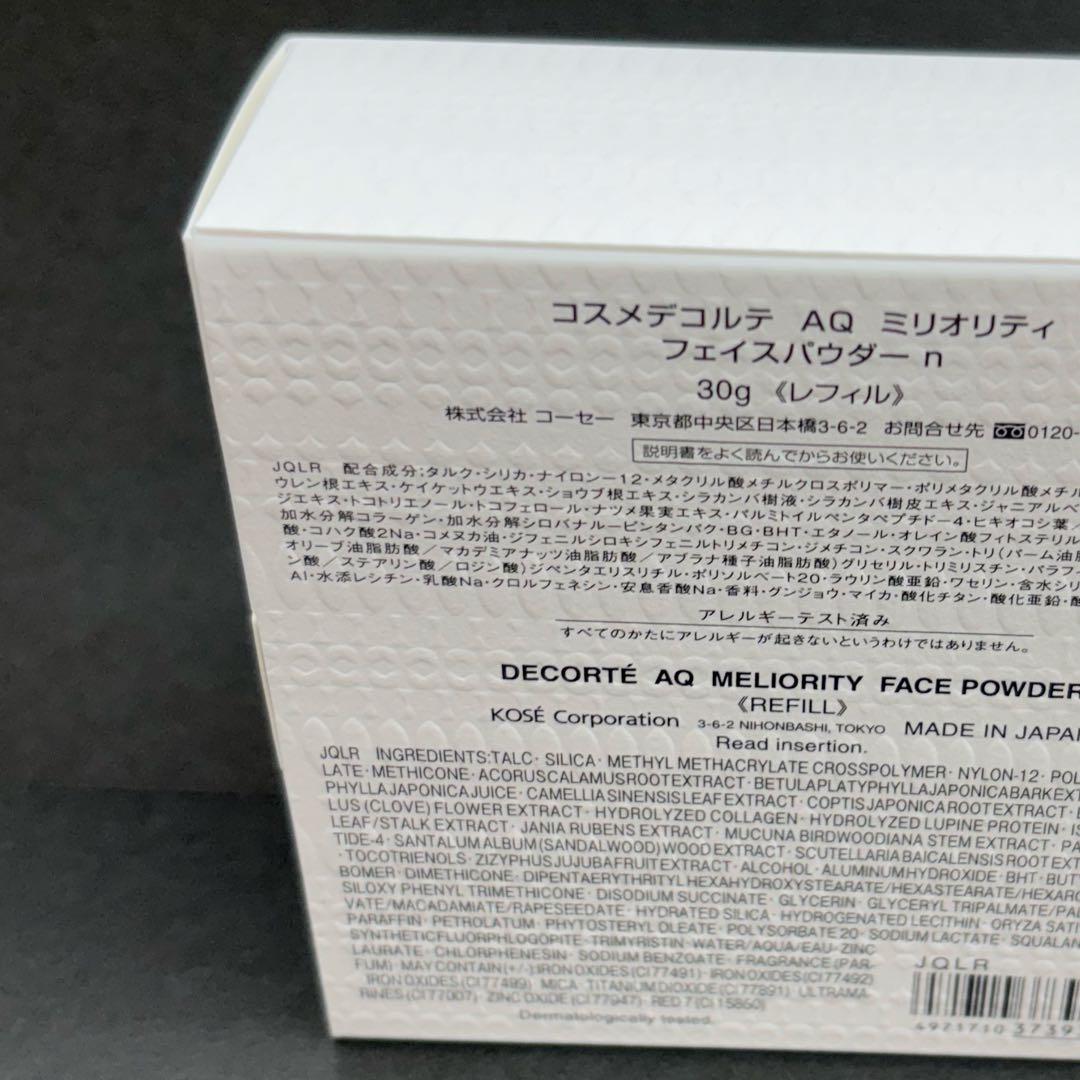 コスメデコルテ AQ ミリオリティ
フェイスパウダー n
30g 《レフィル》
株式会社 コーセー 東京都中央区日本橋3-6-2 お問合せ先 0120-
説明書をよく読んでからお使いください。
JQLR 配合成分;タルク・シリカ・ナイロン-12・メタクリル酸メチルクロスポリマー・ポリメタクリル酸メチル
ウレン根エキス・ケイケットウエキス・ショウブ根エキス・シラカンバ樹液・シラカンバ樹皮エキス・ジャニアルベ
ジエキス・トコトリエノール・トコフェロール・ナツメ果実エキス・パルミトイルペンタペプチド-4・ヒキオコシ葉/
加水分解コラーゲン・加水分解シロバナルーピンタンパク・BG・BHT・エタノール・オレイン酸フィトステリル
酸・コハク酸2Na・コメヌカ油・ジフェニルシロキシフェニルトリメチコン・ジメチコン・スクワラン・トリ(パーム油
オリーブ油脂肪酸/マカデミアナッツ油脂肪酸/アブラナ種子油脂肪酸)グリセリル・トリミリスチン・パラフ
ン酸/ステアリン酸/ロジン酸)ジペンタエリスリチル・ポリソルベート20・ラウリン酸亜鉛・ワセリン・含水シリ
Al・水添レシチン・乳酸Na・クロルフェネシン・安息香酸Na・香料・グンジョウ・マイカ・酸化チタン・酸化亜鉛・
アレルギーテスト済み
すべてのかたにアレルギーが起きないというわけではありません。
DECORTÉ AQ MELIORITY FACE POWDER
《REFILL》
KOSÉ Corporation 3-6-2 NIHONBASHI, TOKYO MADE IN JAPAN
Read insertion.
JQLR INGREDIENTS:TALC· SILICA· METHYL METHACRYLATE CROSSPOLYMER· NYLON-12· POL
LATE· METHICONE· ACORUS CALAMUS ROOT EXTRACT· BETULA PLATYPHYLLA JAPONICA BARK EXT
PHYLLA JAPONICA JUICE· CAMELLIA SINENSIS LEAF EXTRACT· COPTIS JAPONICA ROOT EXTRACT·
LUS (CLOVE) FLOWER EXTRACT· HYDROLYZED COLLAGEN· HYDROLYZED LUPINE PROTEIN· IS
LEAF/STALK EXTRACT· JANIA RUBENS EXTRACT· MUCUNA BIRDWOODIANA STEM EXTRACT· PA
TIDE-4· SANTALUM ALBUM (SANDALWOOD) WOOD EXTRACT· SCUTELLARIA BAICALENSIS ROOT EXT
·TOCOTRIENOLS· ZIZYPHUS JUJUBA FRUIT EXTRACT· ALCOHOL· ALUMINUM HYDROXIDE· BHT· BUT
BOMER· DIMETHICONE· DIPENTAERYTHRITYL HEXAHYDROXYSTEARATE/HEXASTEARATE/HEXARO
SILOXY PHENYL TRIMETHICONE· DISODIUM SUCCINATE· GLYCERIN· GLYCERYL TRIPALMATE/PAL
VATE/MACADAMIATE/RAPESEEDATE· HYDRATED SILICA· HYDROGENATED LECITHIN· ORYZA SATI
PARAFFIN· PETROLATUM· PHYTOSTERYL OLEATE· POLYSORBATE 20· SODIUM LACTATE· SQUALAN
SYNTHETIC FLUORPHLOGOPITE· TRIMYRISTIN· WATER/AQUA/EAU· ZINC
LAURATE· CHLORPHENESIN· SODIUM BENZOATE· FRAGRANCE (PAR-
FUM) MAY CONTAIN(+/-):IRON OXIDES (CI 77491)· IRON OXIDES (CI 77492)
IRON OXIDES (CI 77499)· MICA· TITANIUM DIOXIDE (CI 77891)· ULTRAMA-
RINES (CI 77007)· ZINC OXIDE (CI 77947)· RED 7 (CI 15850)
Dermatologically tested.
JQLR
4971710 3739